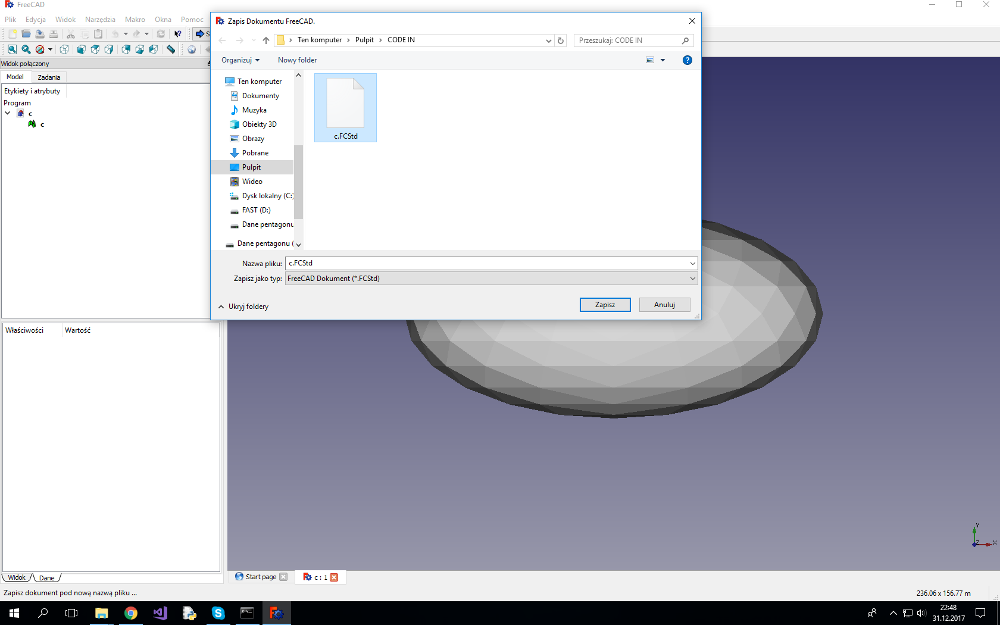 FreeCAD
Plik Edycja Widok Narzędzia Makro Okna Pomoc
S
Widok połączony
Model Zadania
Etykiety i atrybuty
Program
c
c
Właściwości Wartość
Widok Dane
Zapisz dokument pod nową nazwą pliku ...
Zapis Dokumentu FreeCAD.
Ten komputer Pulpit CODE IN
Przeszukaj: CODE IN
Organizuj Nowy folder
?
Ten komputer
Dokumenty
Muzyka
Obiekty 3D
Obrazy
Pobrane
Pulpit
Wideo
Dysk lokalny (C:)
FAST (D:)
Dane pentagonu
Dane pentagonu (
c.FCStd
Nazwa pliku: c.FCStd
Zapisz jako typ: FreeCAD Dokument (*.FCStd)
Ukryj foldery
Zapisz Anuluj
Y
Z X
Start page c : 1
236.06 x 156.77 m
22:48
31.12.2017